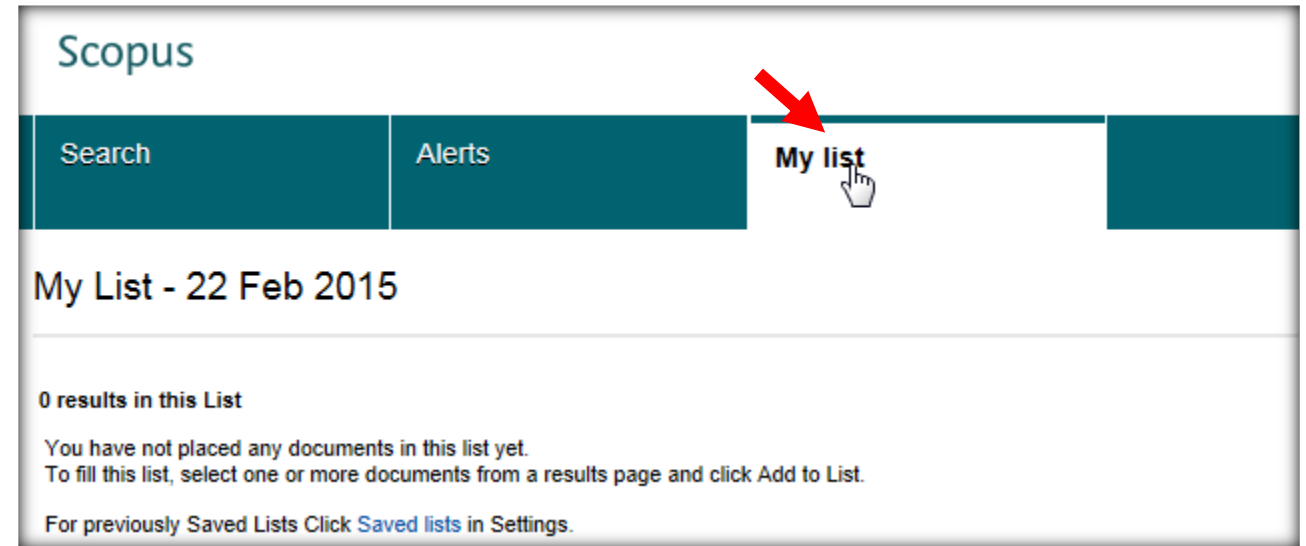 Scopus
Search
Alerts
My list
My List - 22 Feb 2015
0 results in this List
You have not placed any documents in this list yet.
To fill this list, select one or more documents from a results page and click Add to List.
For previously Saved Lists Click Saved lists in Settings.